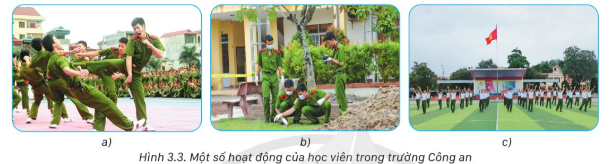 a) b) c)
Hình 3.3. Một số hoạt động của học viên trong trường Công an